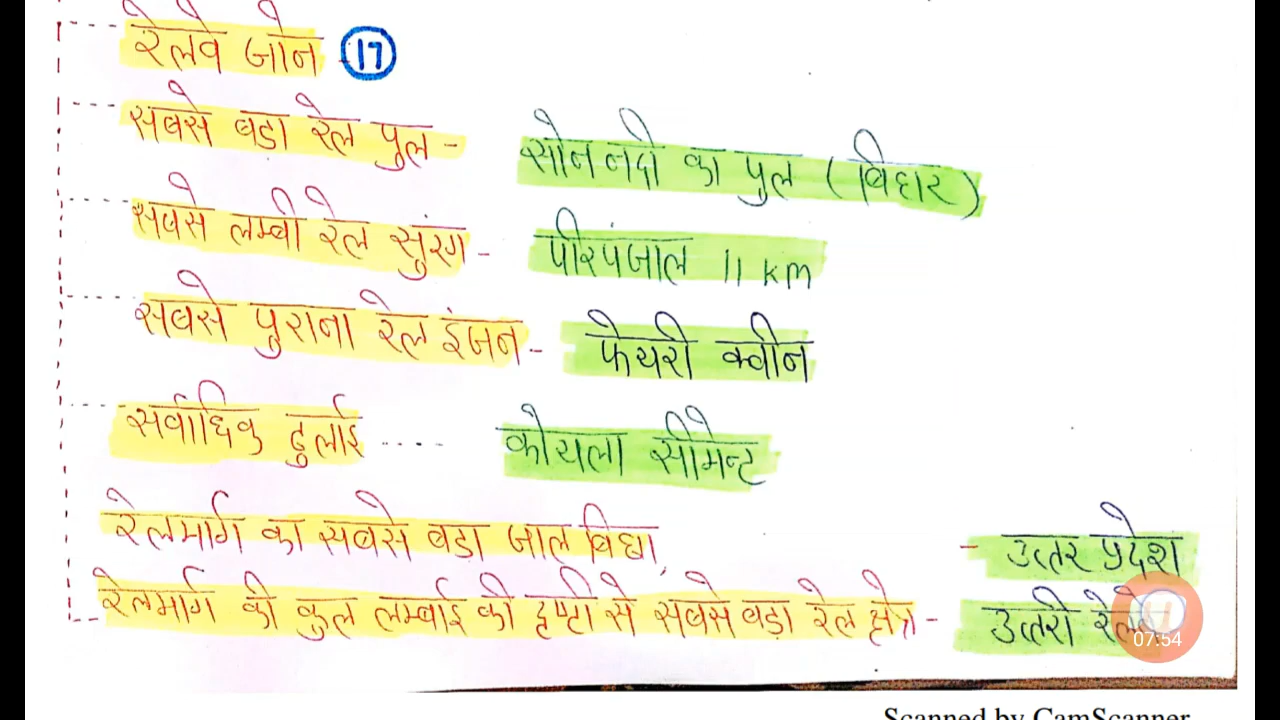 रेलवे जोन - 17
सबसे बडा रेल पुल - सोन नदी का पुल (बिहार)
सबसे लम्बी रेल सुरंग - पीरपंजाल 11 km
सबसे पुराना रेल इंजन - फेयरी क्वीन
सर्वाधिक ढुलाई .... कोयला सीमेन्ट
रेलमार्ग का सबसे बडा जाल बिछा, - उत्तर प्रदेश
रेलमार्ग की कुल लम्बाई की दृष्टी से सबसे बड़ा रेल क्षेत्र - उत्तरी
07:54
Scanned by CamScanner